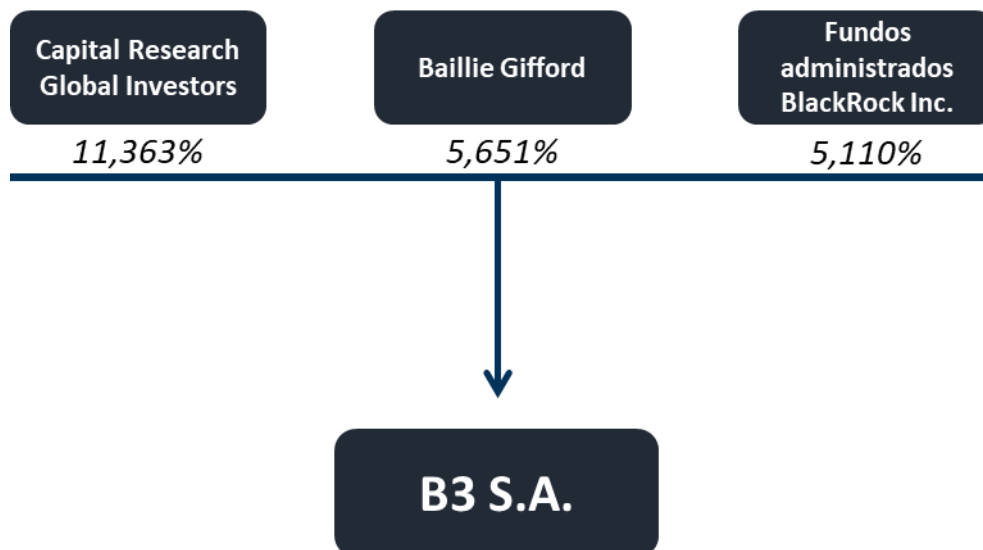 Capital Research
Global Investors
Baillie Gifford
Fundos
administrados
BlackRock Inc.
11,363%
5,651%
5,110%
B3 S.A.